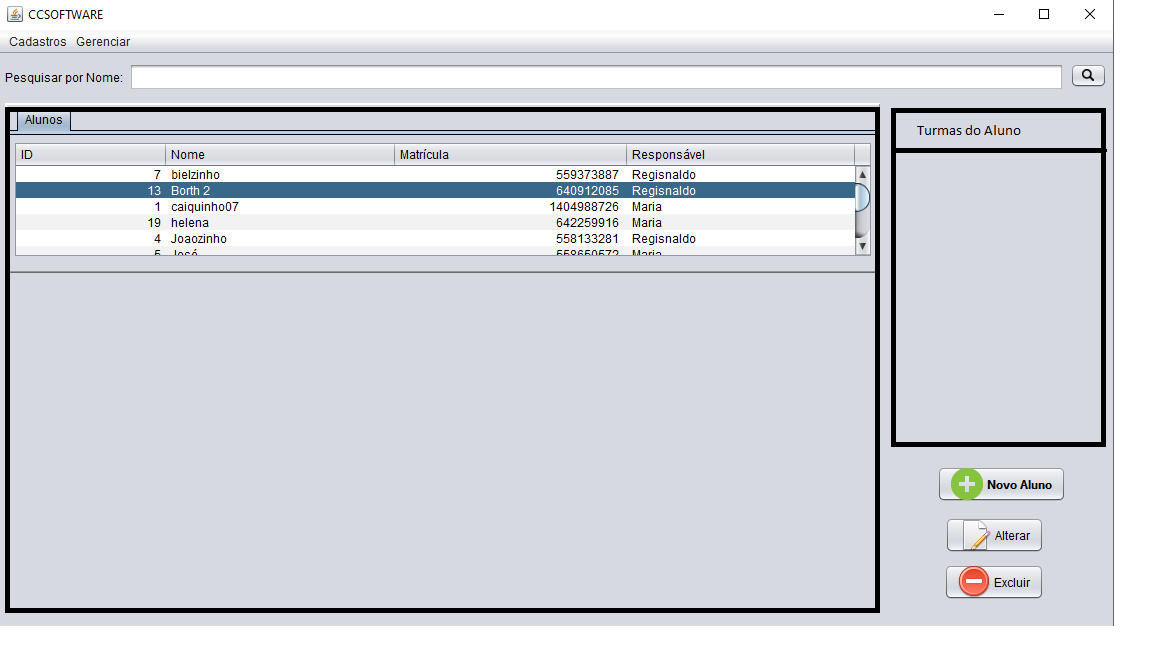 CCSOFTWARE
Cadastros Gerenciar
Pesquisar por Nome:
Alunos
ID Nome Matrícula Responsável
7 bielzinho 559373887 Regisnaldo
13 Borth 2 640912085 Regisnaldo
1 caiquinho07 1404988726 Maria
19 helena 642259916 Maria
4 Joaozinho 558133281 Regisnaldo
5 José 558650572 Maria
Turmas do Aluno
Novo Aluno
Alterar
Excluir